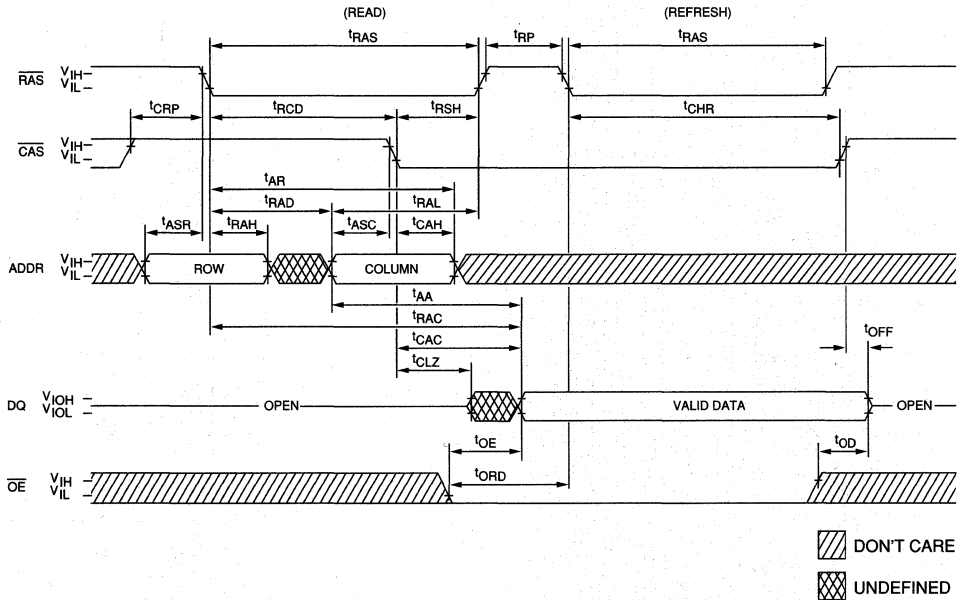 (READ) (REFRESH)
tRAS tRP tRAS
RAS VIH VIL
tCRP tRCD tRSH tCHR
CAS VIH VIL
tAR
tRAD tRAL
tASR tRAH tASC tCAH
ADDR VIH VIL ROW COLUMN
tAA
tRAC
tCAC tOFF
tCLZ
DQ VIOH VIOL OPEN VALID DATA OPEN
tOE tOD
tORD
OE VIH VIL
DON'T CARE
UNDEFINED